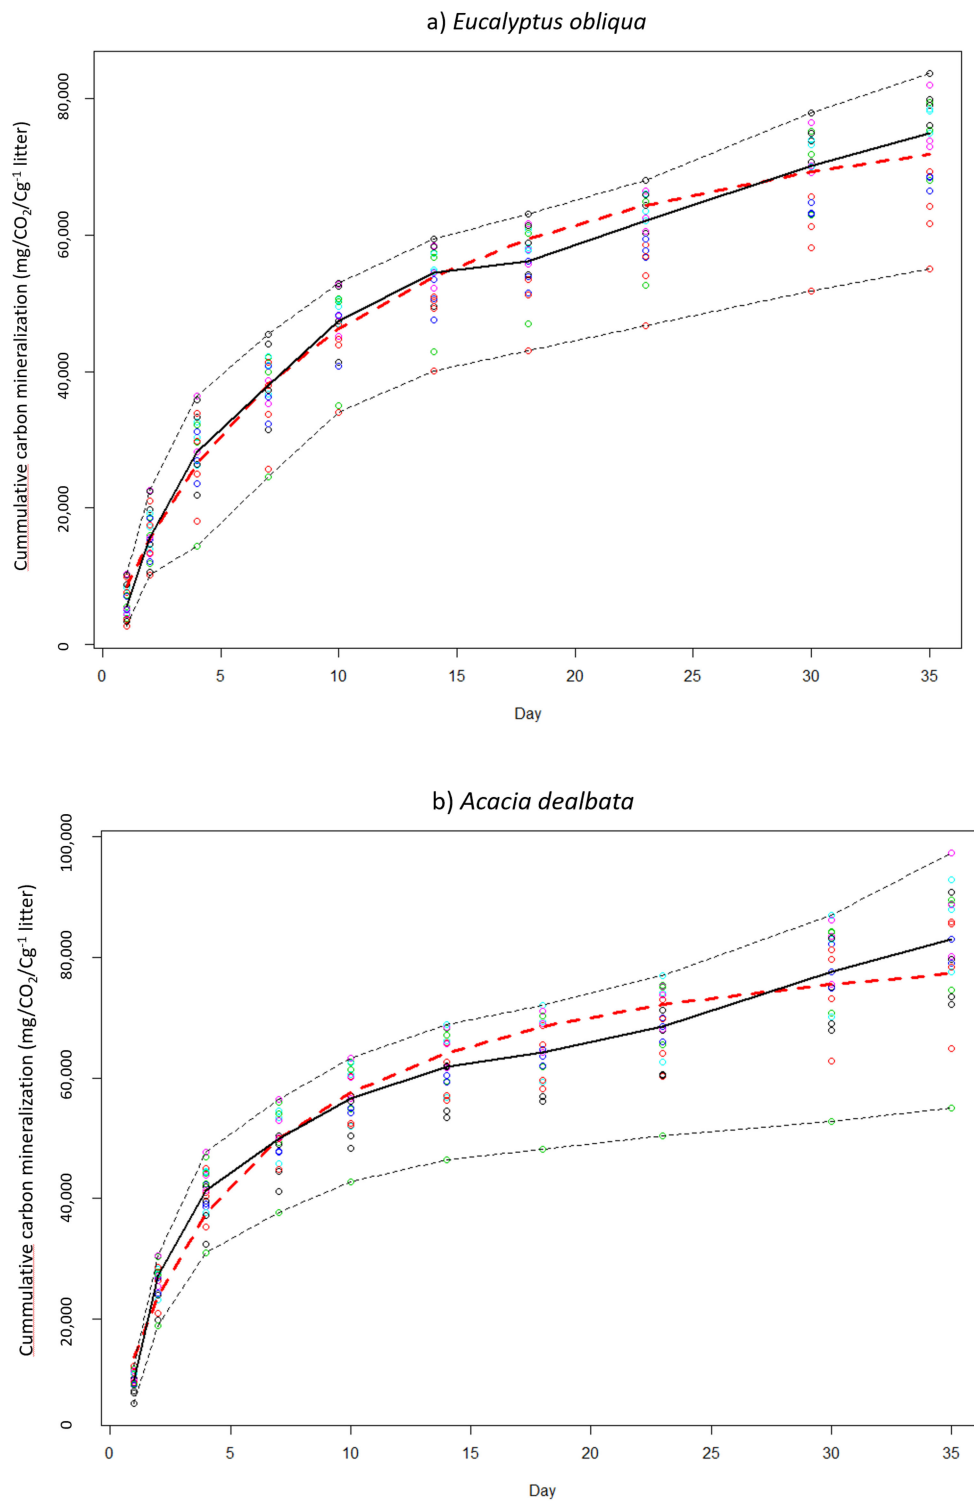 a) Eucalyptus obliqua
Cummulative carbon mineralization (mg/CO₂/Cg⁻¹ litter)
80,000
60,000
40,000
20,000
0
0 5 10 15 20 25 30 35
Day
b) Acacia dealbata
Cummulative carbon mineralization (mg/CO₂/Cg⁻¹ litter)
100,000
80,000
60,000
40,000
20,000
0
0 5 10 15 20 25 30 35
Day